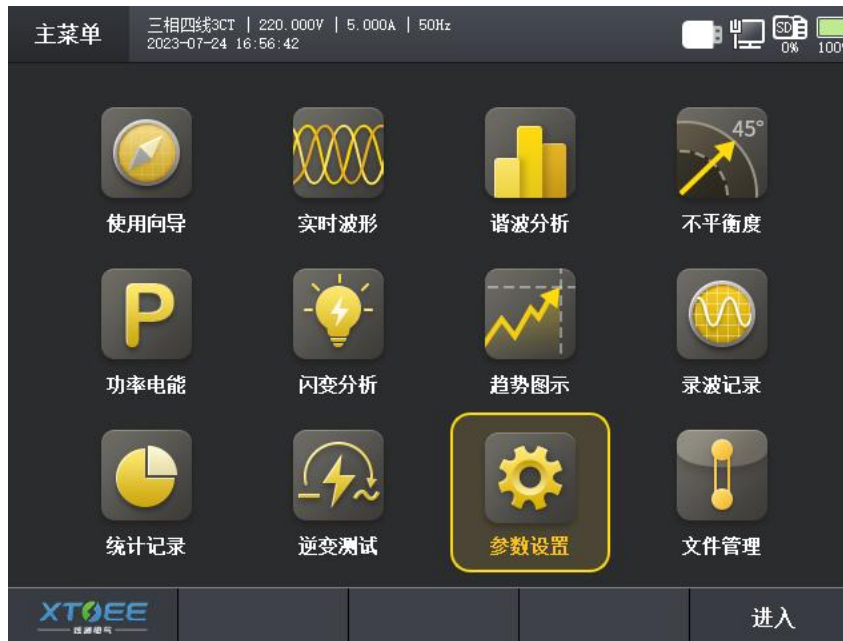 主菜单
三相四线3CT | 220.000V | 5.000A | 50Hz
2023-07-24 16:56:42
SD
0%
45°
使用向导
实时波形
谐波分析
不平衡度
P
功率电能
闪变分析
趋势图示
录波记录
统计记录
逆变测试
参数设置
文件管理
XTOEE
进入